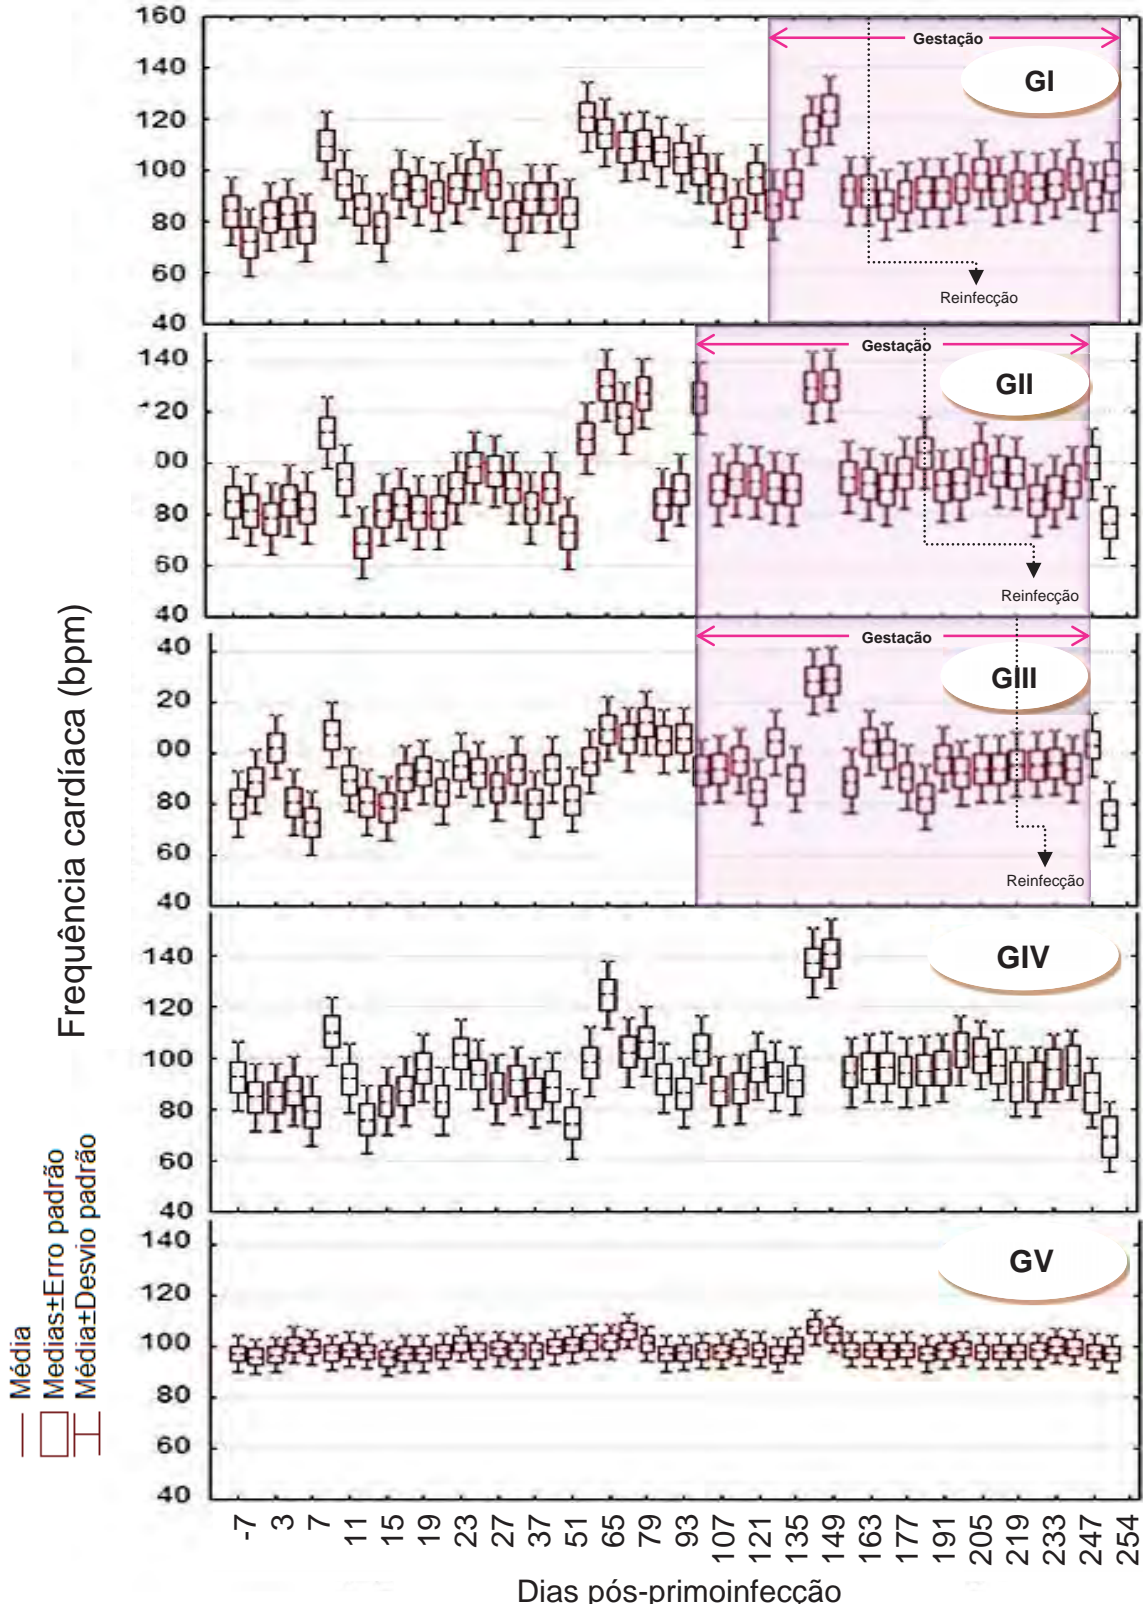 160
140
120
100
80
60
40
Gestação
GI
Reinfecção
140
20
00
80
60
40
Gestação
GII
Reinfecção
40
20
00
80
60
40
Gestação
GIII
Reinfecção
140
120
100
80
60
40
GIV
140
120
100
80
60
40
GV
Frequência cardíaca (bpm)
Média
Medias±Erro padrão
Média±Desvio padrão
-7 3 7 11 15 19 23 27 37 51 65 79 93 107 121 135 149 163 177 191 205 219 233 247 254
Dias pós-primoinfecção